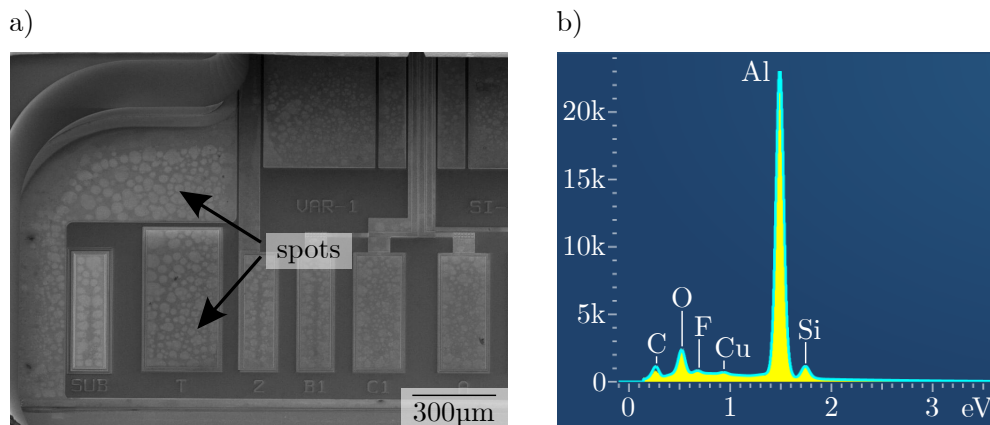 a)
b)
VAR-1
SI-
spots
SUB
T
Z
B1
C1
300µm
Al
20k
15k
10k
5k
0
O
F
C
Cu
Si
0
1
2
3
eV